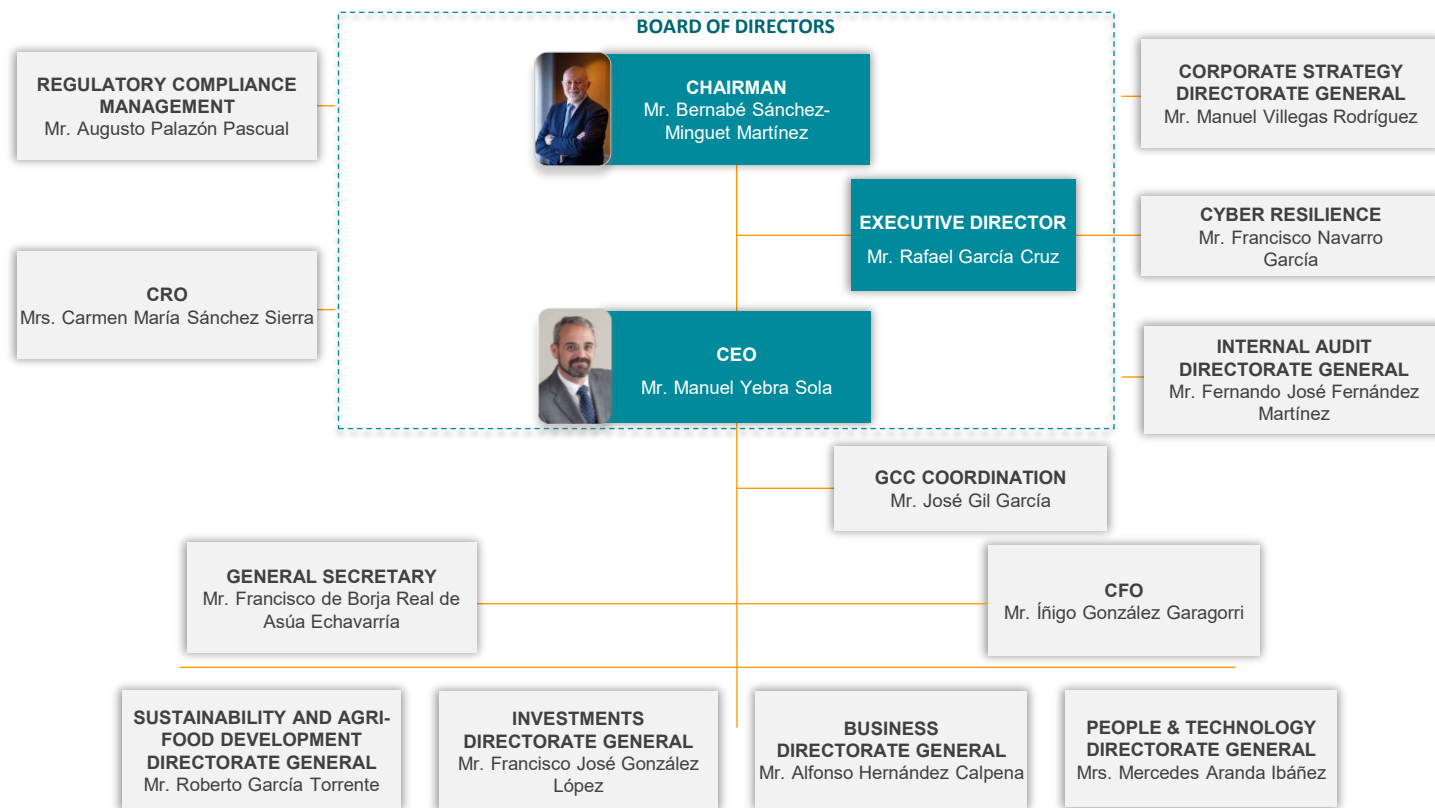 BOARD OF DIRECTORS
REGULATORY COMPLIANCE
MANAGEMENT
Mr. Augusto Palazón Pascual
CHAIRMAN
Mr. Bernabé Sánchez-
Minguet Martínez
CORPORATE STRATEGY
DIRECTORATE GENERAL
Mr. Manuel Villegas Rodríguez
EXECUTIVE DIRECTOR
Mr. Rafael García Cruz
CYBER RESILIENCE
Mr. Francisco Navarro
García
CRO
Mrs. Carmen María Sánchez Sierra
CEO
Mr. Manuel Yebra Sola
INTERNAL AUDIT
DIRECTORATE GENERAL
Mr. Fernando José Fernández
Martínez
GCC COORDINATION
Mr. José Gil García
GENERAL SECRETARY
Mr. Francisco de Borja Real de
Asúa Echavarría
CFO
Mr. Íñigo González Garagorri
SUSTAINABILITY AND AGRI-
FOOD DEVELOPMENT
DIRECTORATE GENERAL
Mr. Roberto García Torrente
INVESTMENTS
DIRECTORATE GENERAL
Mr. Francisco José González
López
BUSINESS
DIRECTORATE GENERAL
Mr. Alfonso Hernández Calpena
PEOPLE & TECHNOLOGY
DIRECTORATE GENERAL
Mrs. Mercedes Aranda Ibáñez